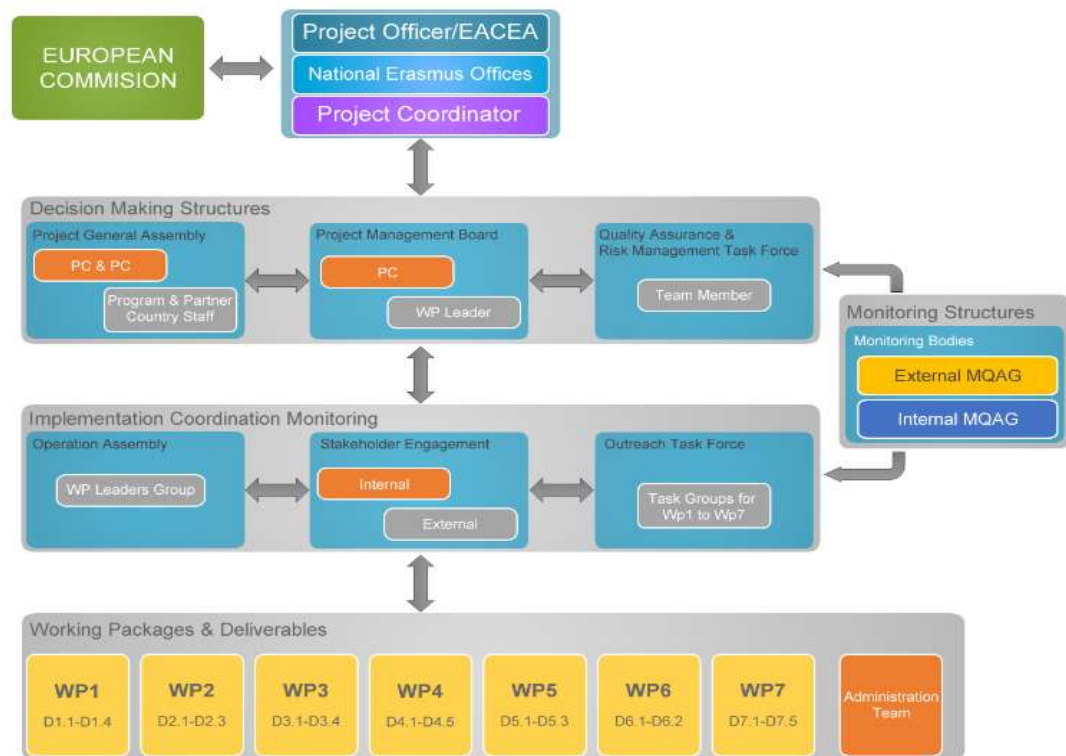 EUROPEAN
COMMISION
Project Officer/EACEA
National Erasmus Offices
Project Coordinator
Decision Making Structures
Project General Assembly
PC & PC
Program & Partner
Country Staff
Project Management Board
PC
WP Leader
Quality Assurance &
Risk Management Task Force
Team Member
Monitoring Structures
Monitoring Bodies
External MQAG
Internal MQAG
Implementation Coordination Monitoring
Operation Assembly
WP Leaders Group
Stakeholder Engagement
Internal
External
Outreach Task Force
Task Groups for
Wp1 to Wp7
Working Packages & Deliverables
WP1
D1.1-D1.4
WP2
D2.1-D2.3
WP3
D3.1-D3.4
WP4
D4.1-D4.5
WP5
D5.1-D5.3
WP6
D6.1-D6.2
WP7
D7.1-D7.5
Administration
Team